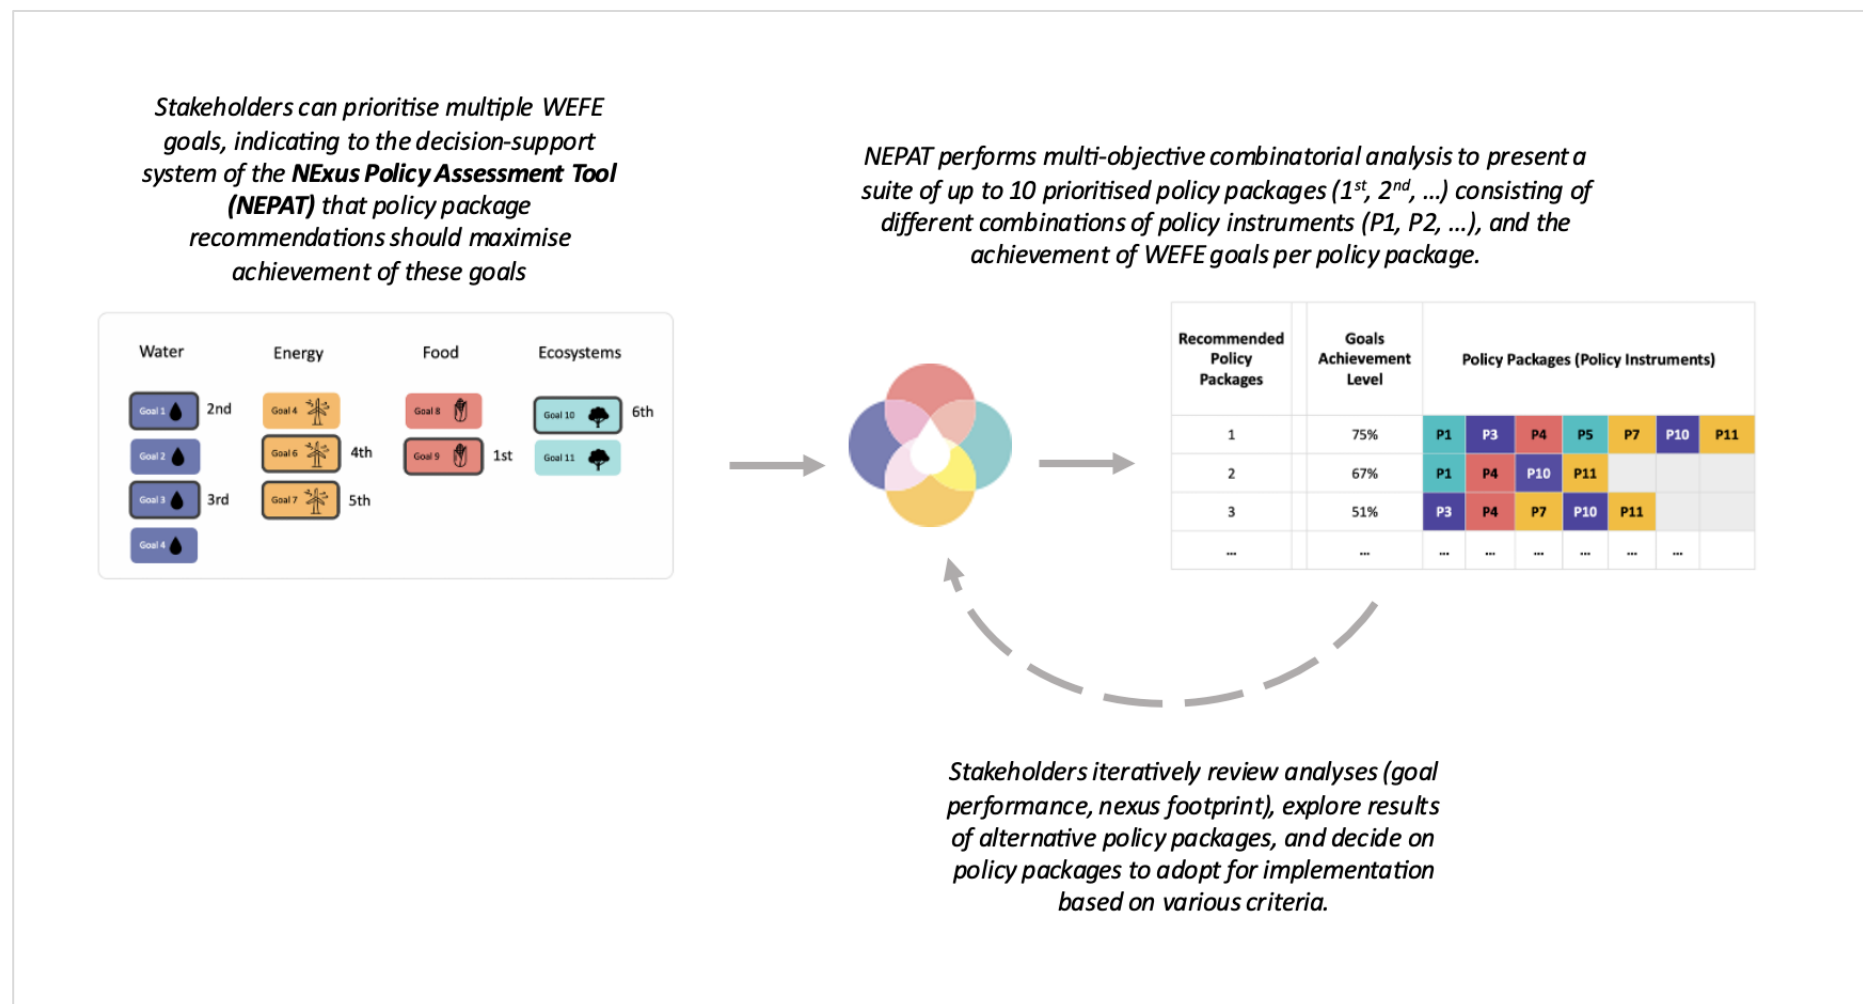 Stakeholders can prioritise multiple WEFE
goals, indicating to the decision-support
system of the NExus Policy Assessment Tool
(NEPAT) that policy package
recommendations should maximise
achievement of these goals
NEPAT performs multi-objective combinatorial analysis to present a
suite of up to 10 prioritised policy packages (1st, 2nd, ...) consisting of
different combinations of policy instruments (P1, P2, ...), and the
achievement of WEFE goals per policy package.
Water Energy Food Ecosystems
Goal 1 2nd Goal 4 Goal 8 Goal 10 6th
Goal 2 Goal 6 4th Goal 9 1st Goal 11
Goal 3 3rd Goal 7 5th
Goal 4
Recommended
Policy
Packages
Goals
Achievement
Level
Policy Packages (Policy Instruments)
1 75% P1 P3 P4 P5 P7 P10 P11
2 67% P1 P4 P10 P11
3 51% P3 P4 P7 P10 P11
... ... ... ... ... ... ... ...
Stakeholders iteratively review analyses (goal
performance, nexus footprint), explore results
of alternative policy packages, and decide on
policy packages to adopt for implementation
based on various criteria.